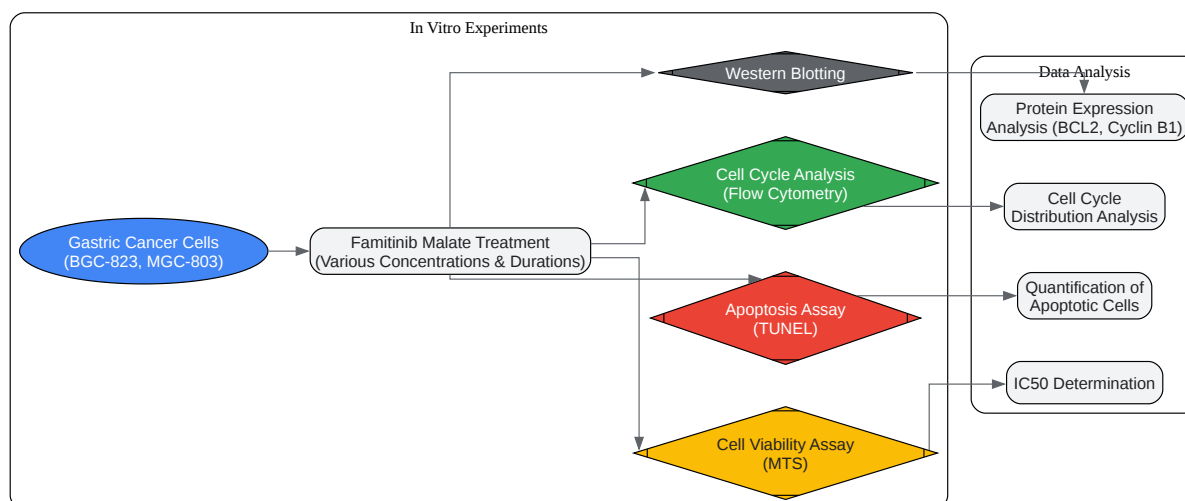 In Vitro Experiments
Western Blotting
Data Analysis
Protein Expression
Analysis (BCL2, Cyclin B1)
Cell Cycle Analysis
(Flow Cytometry)
Cell Cycle
Distribution Analysis
Gastric Cancer Cells
(BGC-823, MGC-803)
Famitinib Malate Treatment
(Various Concentrations & Durations)
Apoptosis Assay
(TUNEL)
Quantification of
Apoptotic Cells
IC50 Determination
Cell Viability Assay
(MTS)